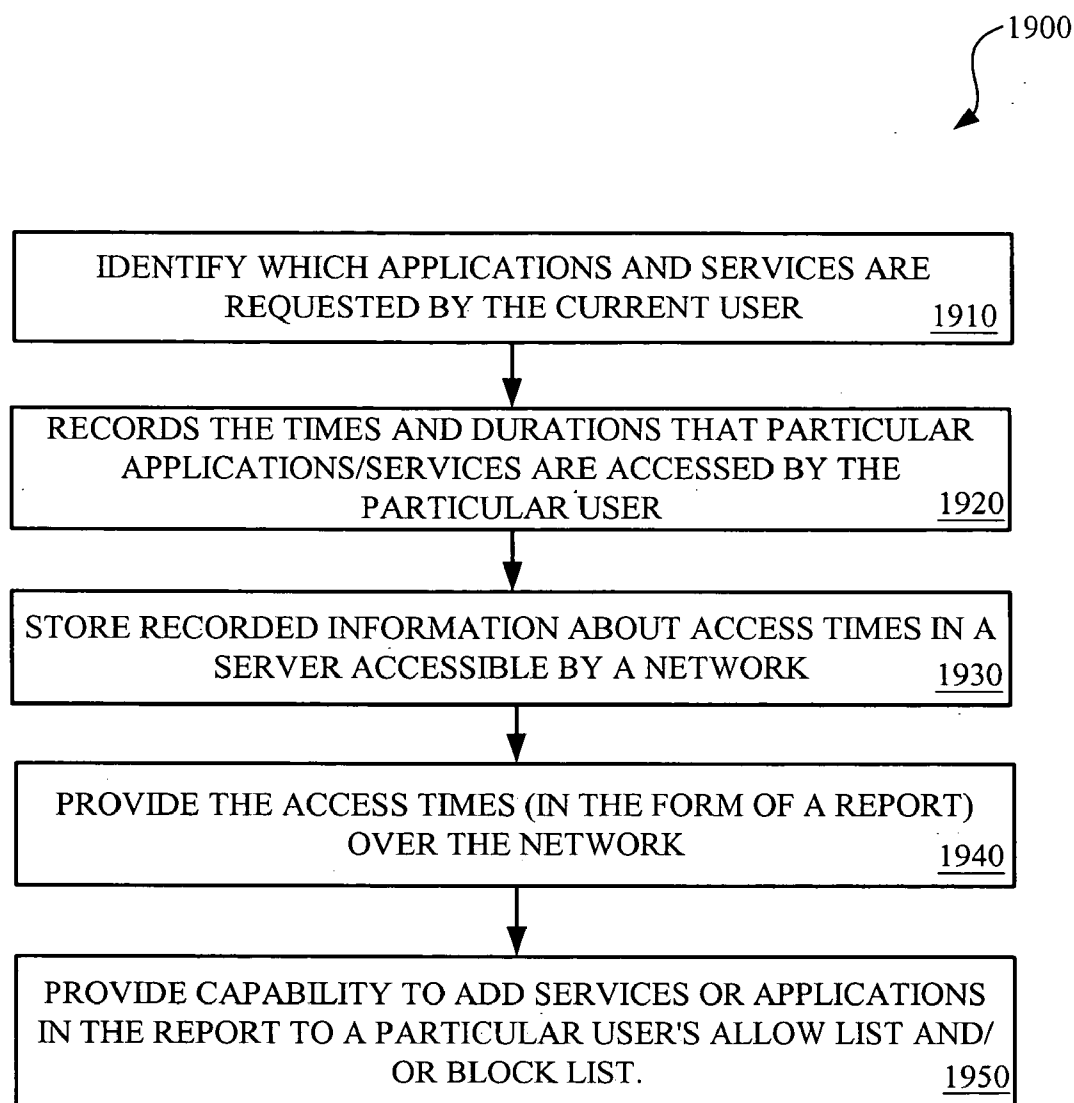 1900
IDENTIFY WHICH APPLICATIONS AND SERVICES ARE
REQUESTED BY THE CURRENT USER
1910
RECORDS THE TIMES AND DURATIONS THAT PARTICULAR
APPLICATIONS/SERVICES ARE ACCESSED BY THE
PARTICULAR USER
1920
STORE RECORDED INFORMATION ABOUT ACCESS TIMES IN A
SERVER ACCESSIBLE BY A NETWORK
1930
PROVIDE THE ACCESS TIMES (IN THE FORM OF A REPORT)
OVER THE NETWORK
1940
PROVIDE CAPABILITY TO ADD SERVICES OR APPLICATIONS
IN THE REPORT TO A PARTICULAR USER'S ALLOW LIST AND/
OR BLOCK LIST.
1950